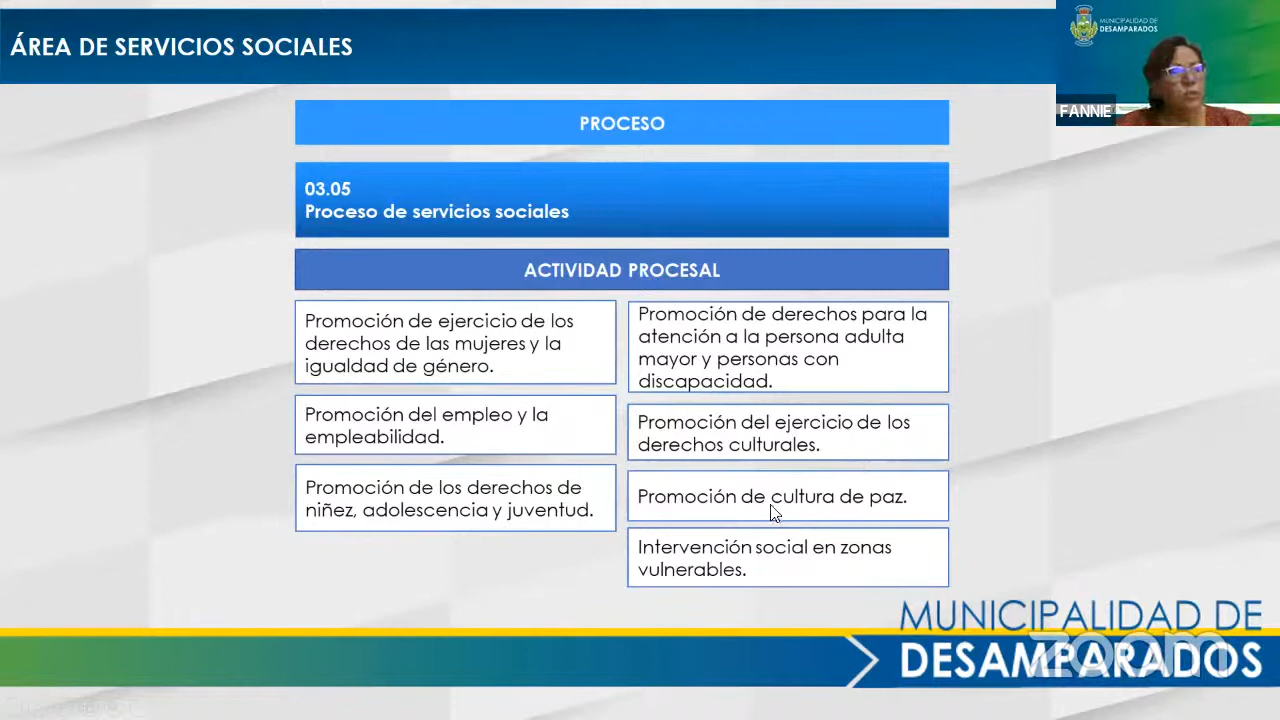 ÁREA DE SERVICIOS SOCIALES
MUNICIPALIDAD DE
DESAMPARADOS
FANNIE
PROCESO
03.05
Proceso de servicios sociales
ACTIVIDAD PROCESAL
Promoción de ejercicio de los
derechos de las mujeres y la
igualdad de género.
Promoción del empleo y la
empleabilidad.
Promoción de los derechos de
niñez, adolescencia y juventud.
Promoción de derechos para la
atención a la persona adulta
mayor y personas con
discapacidad.
Promoción del ejercicio de los
derechos culturales.
Promoción de cultura de paz.
Intervención social en zonas
vulnerables.
MUNICIPALIDAD DE
DESAMPARADOS
zoom